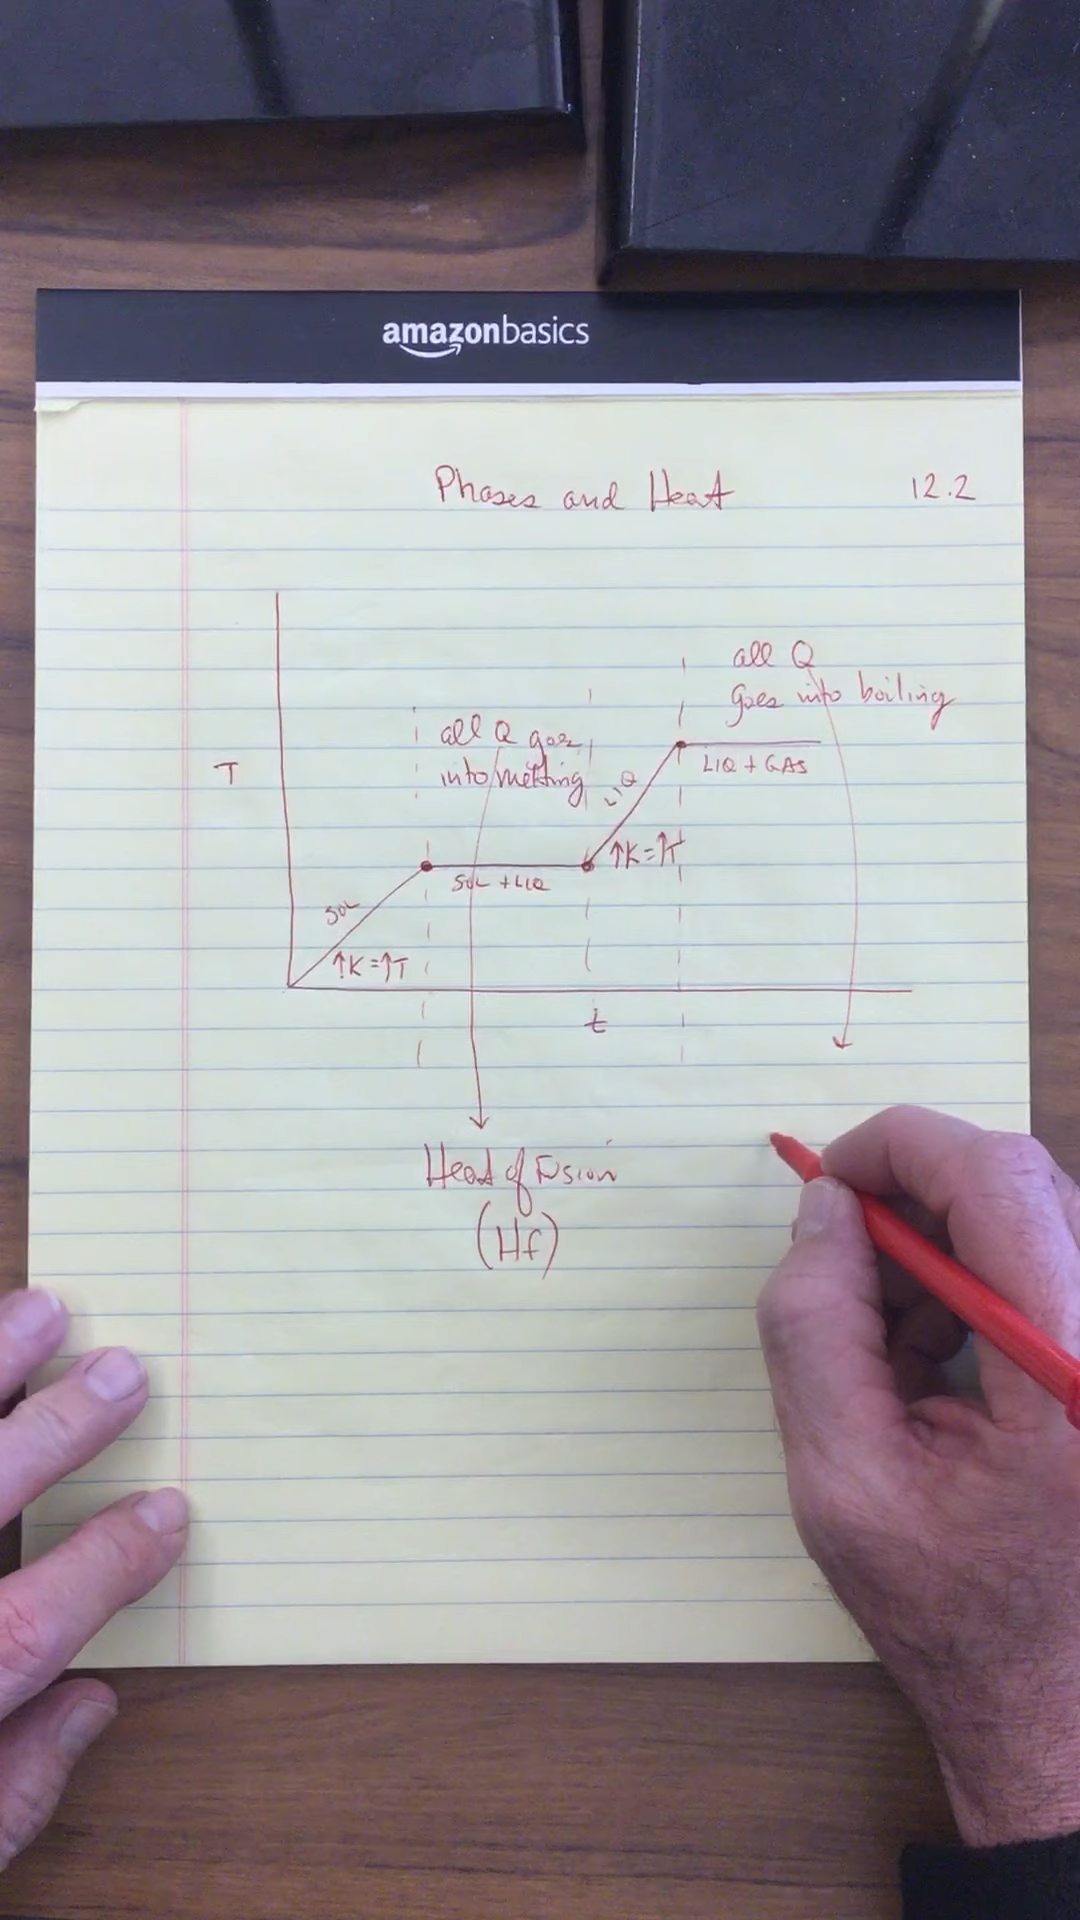 amazonbasics
Phases and Heat 12.2
all Q
goes into boiling
all Q goes
into melting
T
LIQ
LIQ + GAS
↑K=↑T
SOL + LIQ
SOL
↑K=↑T
t
Heat of Fusion
(Hf)